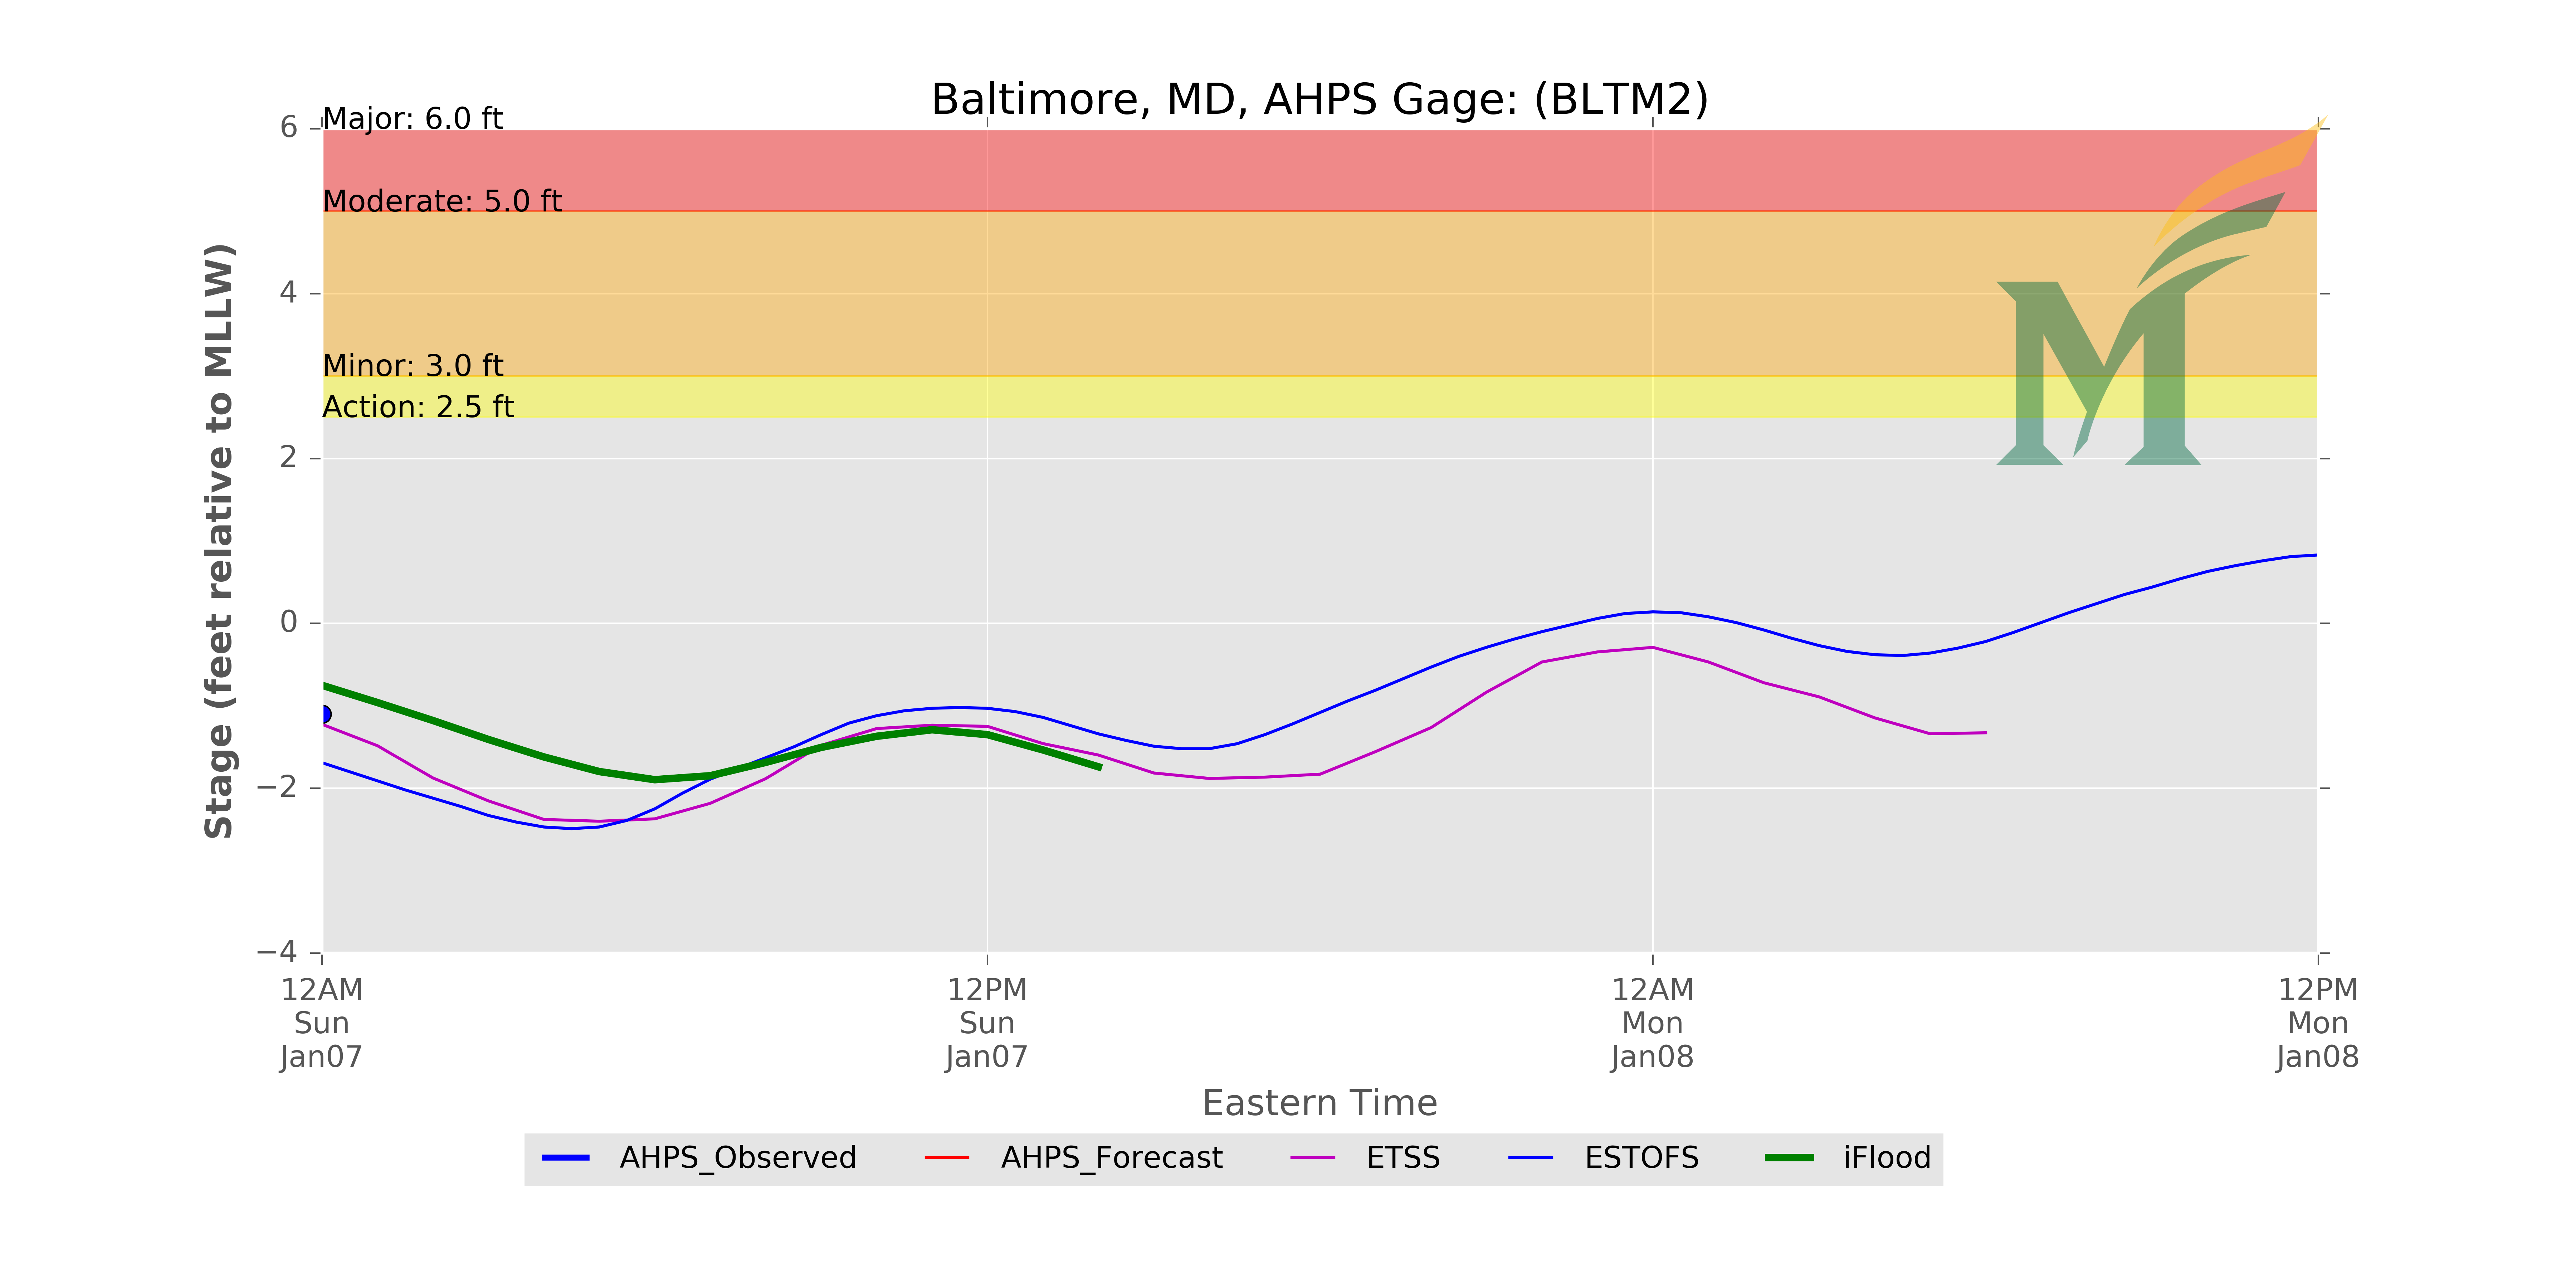 Baltimore, MD, AHPS Gage: (BLTM2)
Major: 6.0 ft
Moderate: 5.0 ft
Minor: 3.0 ft
Action: 2.5 ft
6
4
2
0
−2
−4
Stage (feet relative to MLLW)
12AM 12PM 12AM 12PM
Sun Sun Mon Mon
Jan07 Jan07 Jan08 Jan08
Eastern Time
AHPS_Observed AHPS_Forecast ETSS ESTOFS iFlood
M